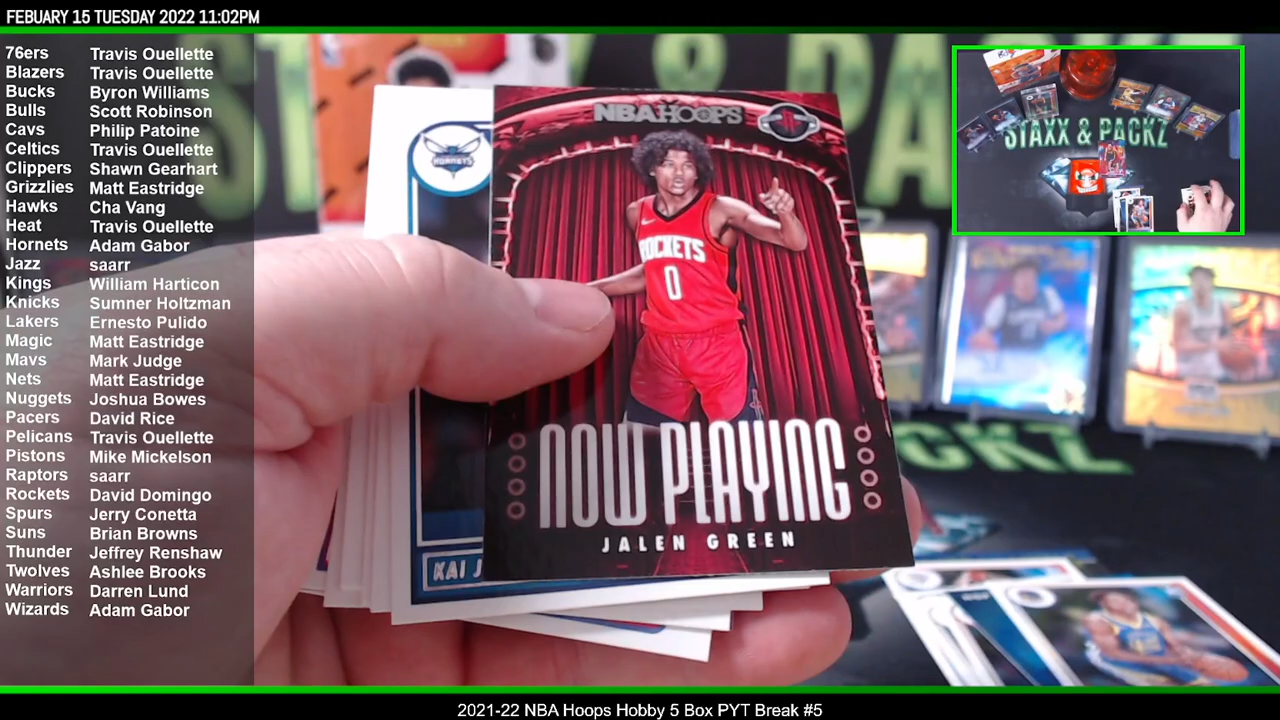 FEBUARY 15 TUESDAY 2022 11:02PM
76ers Travis Ouellette
Blazers Travis Ouellette
Bucks Byron Williams
Bulls Scott Robinson
Cavs Philip Patoine
Celtics Travis Ouellette
Clippers Shawn Gearhart
Grizzlies Matt Eastridge
Hawks Cha Vang
Heat Travis Ouellette
Hornets Adam Gabor
Jazz saarr
Kings William Harticon
Knicks Sumner Holtzman
Lakers Ernesto Pulido
Magic Matt Eastridge
Mavs Mark Judge
Nets Matt Eastridge
Nuggets Joshua Bowes
Pacers David Rice
Pelicans Travis Ouellette
Pistons Mike Mickelson
Raptors saarr
Rockets David Domingo
Spurs Jerry Conetta
Suns Brian Browns
Thunder Jeffrey Renshaw
Twolves Ashlee Brooks
Warriors Darren Lund
Wizards Adam Gabor
NBA HOOPS
HORNETS
ROCKETS
0
NOW PLAYING
JALEN GREEN
KAI J
STAXX & PACKZ
2021-22 NBA Hoops Hobby 5 Box PYT Break #5